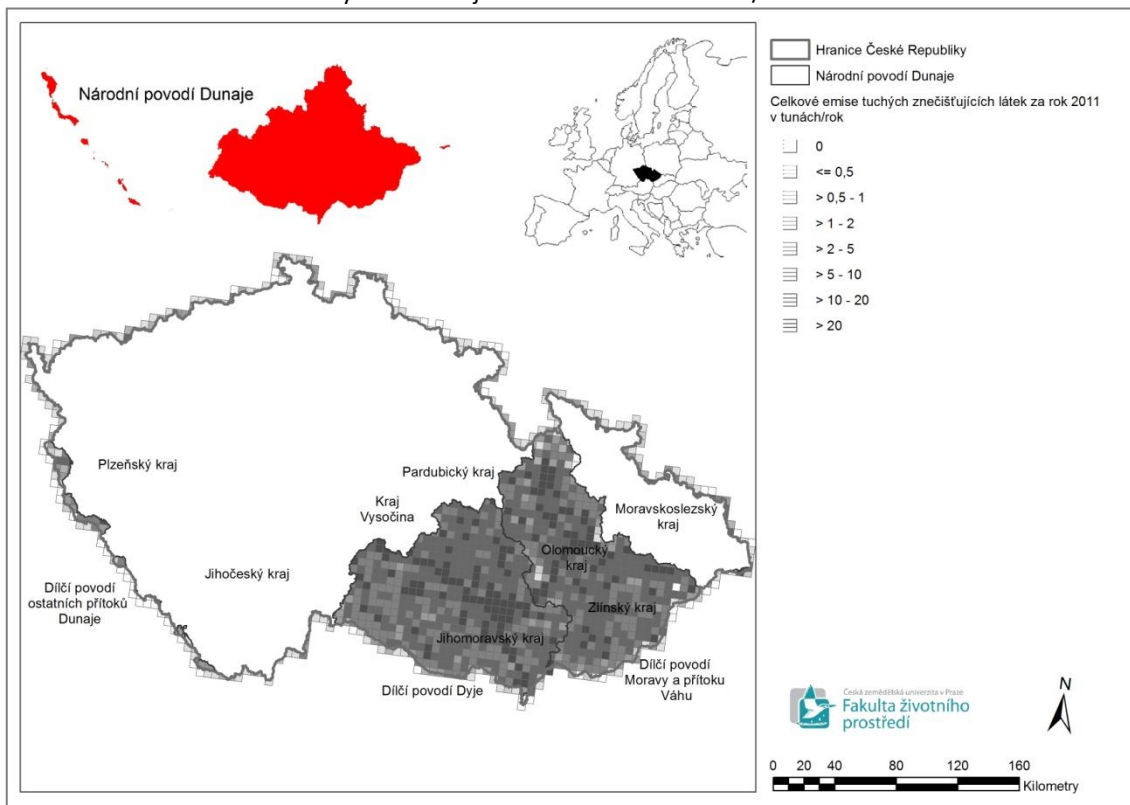 Národní povodí Dunaje
Hranice České Republiky
Národní povodí Dunaje
Celkové emise tuhých znečišťujících látek za rok 2011
v tunách/rok
0
<= 0,5
> 0,5 - 1
> 1 - 2
> 2 - 5
> 5 - 10
> 10 - 20
> 20
Plzeňský kraj
Pardubický kraj
Kraj
Vysočina
Moravskoslezský
kraj
Olomoucký
kraj
Jihočeský kraj
Dílčí povodí
ostatních přítoků
Dunaje
Zlínský kraj
Jihomoravský kraj
Dílčí povodí Dyje
Dílčí povodí
Moravy a přítoku
Váhu
Česká zemědělská univerzita v Praze
Fakulta životního
prostředí
N
0 20 40 80 120 160
Kilometry